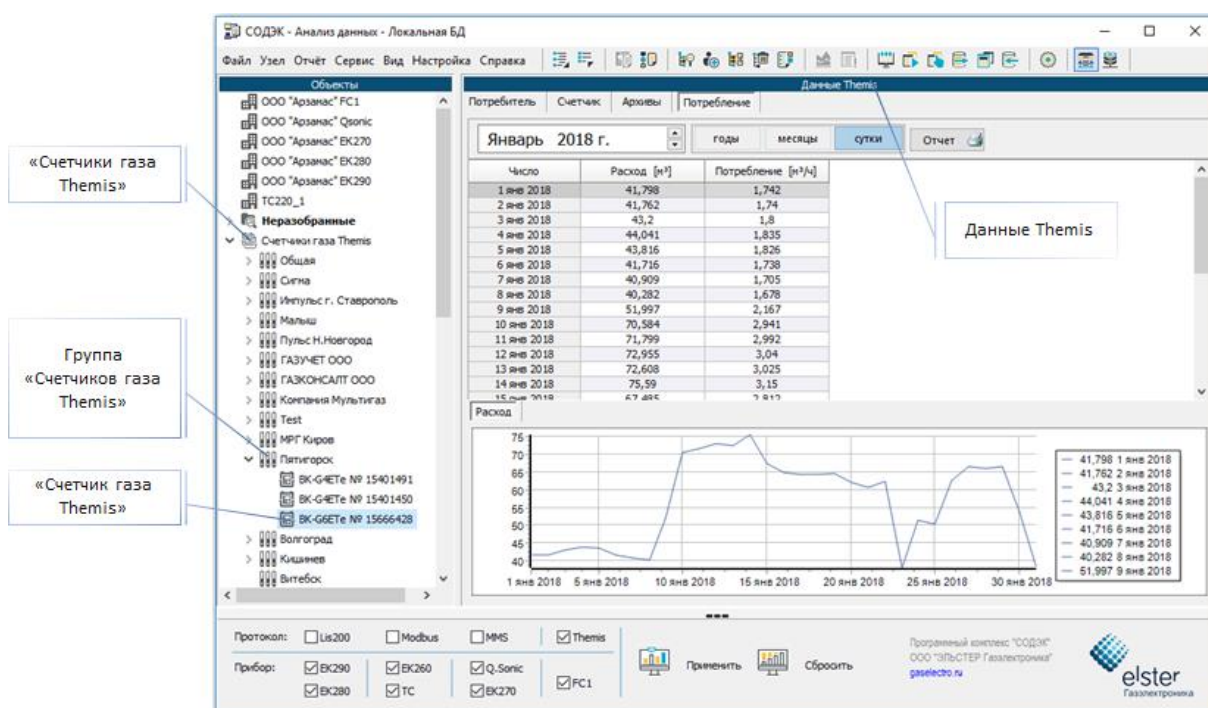 СОДЭК - Анализ данных - Локальная БД
Файл Узел Отчёт Сервис Вид Настройка Справка
Объекты
ООО "Арзамас" FC1
ООО "Арзамас" Qsonic
ООО "Арзамас" EK270
ООО "Арзамас" EK280
ООО "Арзамас" EK290
TC220_1
Неразобранные
Счетчики газа Themis
Общая
Сигма
Импульс г. Ставрополь
Малыш
Пульс Н.Новгород
ГАЗУЧЕТ ООО
ГАЗКОНСАЛТ ООО
Компания Мультигаз
Test
МРГ Киров
Пятигорск
BK-G4ETe № 15401491
BK-G4ETe № 15401450
BK-G6ETe № 15666428
Волгоград
Кишинев
Витебск
«Счетчики газа
Themis»
Группа
«Счетчиков газа
Themis»
«Счетчик газа
Themis»
Данные Themis
Потребитель Счетчик Архивы Потребление
Январь 2018 г. годы месяцы сутки Отчет
Число Расход [м³] Потребление [м³/ч]
1 янв 2018 41,798 1,742
2 янв 2018 41,762 1,74
3 янв 2018 43,2 1,8
4 янв 2018 44,041 1,835
5 янв 2018 43,816 1,826
6 янв 2018 41,716 1,738
7 янв 2018 40,909 1,705
8 янв 2018 40,282 1,678
9 янв 2018 51,997 2,167
10 янв 2018 70,584 2,941
11 янв 2018 71,799 2,992
12 янв 2018 72,955 3,04
13 янв 2018 72,608 3,025
14 янв 2018 75,59 3,15
15 янв 2018 67,485 2,812
Данные Themis
Расход
75
70
65
60
55
50
45
40
1 янв 2018 5 янв 2018 10 янв 2018 15 янв 2018 20 янв 2018 25 янв 2018 30 янв 2018
41,798 1 янв 2018
41,762 2 янв 2018
43,2 3 янв 2018
44,041 4 янв 2018
43,816 5 янв 2018
41,716 6 янв 2018
40,909 7 янв 2018
40,282 8 янв 2018
51,997 9 янв 2018
Протокол: Lis200 Modbus MMS Themis
Прибор: EK290 EK260 Q.Sonic FC1
EK280 TC EK270
Применить Сбросить
Программный комплекс "СОДЭК"
ООО "ЭЛЬСТЕР Газэлектроника"
gaselectro.ru
elster
Газэлектроника